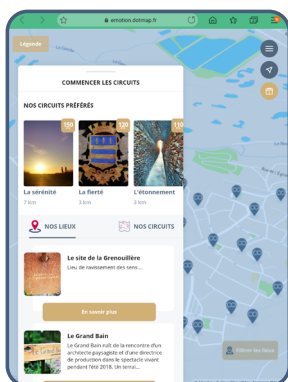 emotion.dotmap.fr
Légende
COMMENCER LES CIRCUITS
NOS CIRCUITS PRÉFÉRÉS
150
120
110
La sérénité
La fierté
L'étonnement
7 km
3 km
3 km
NOS LIEUX
NOS CIRCUITS
Le site de la Grenouillère
Lieu de ravissement des sens ...
En savoir plus
Le Grand Bain
Le Grand Bain naît de la rencontre d'un
architecte paysagiste et d'une directrice
de production dans le spectacle vivant
pendant l'été 2018. Un terrai...
Filtrer les lieux